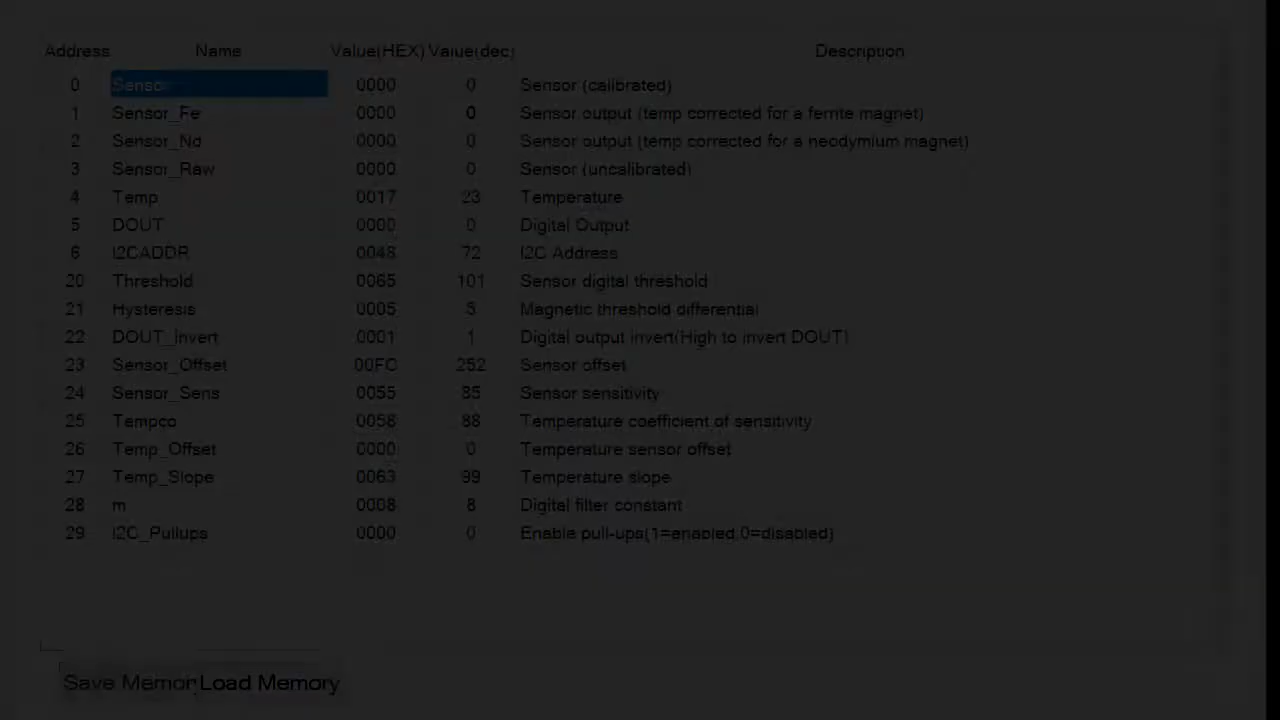 Address Name Value(HEX) Value(dec) Description
0 Sensor 0000 0 Sensor (calibrated)
1 Sensor_Fe 0000 0 Sensor output (temp corrected for a ferrite magnet)
2 Sensor_Nd 0000 0 Sensor output (temp corrected for a neodymium magnet)
3 Sensor_Raw 0000 0 Sensor (uncalibrated)
4 Temp 0017 23 Temperature
5 DOUT 0000 0 Digital Output
6 I2CADDR 0048 72 I2C Address
20 Threshold 0065 101 Sensor digital threshold
21 Hysteresis 0005 5 Magnetic threshold differential
22 DOUT_invert 0001 1 Digital output invert(High to invert DOUT)
23 Sensor_Offset 00FC 252 Sensor offset
24 Sensor_Sens 0055 85 Sensor sensitivity
25 Tempco 0058 88 Temperature coefficient of sensitivity
26 Temp_Offset 0000 0 Temperature sensor offset
27 Temp_Slope 0063 99 Temperature slope
28 m 0008 8 Digital filter constant
29 I2C_Pullups 0000 0 Enable pull-ups(1=enabled,0=disabled)
Save Memor Load Memory